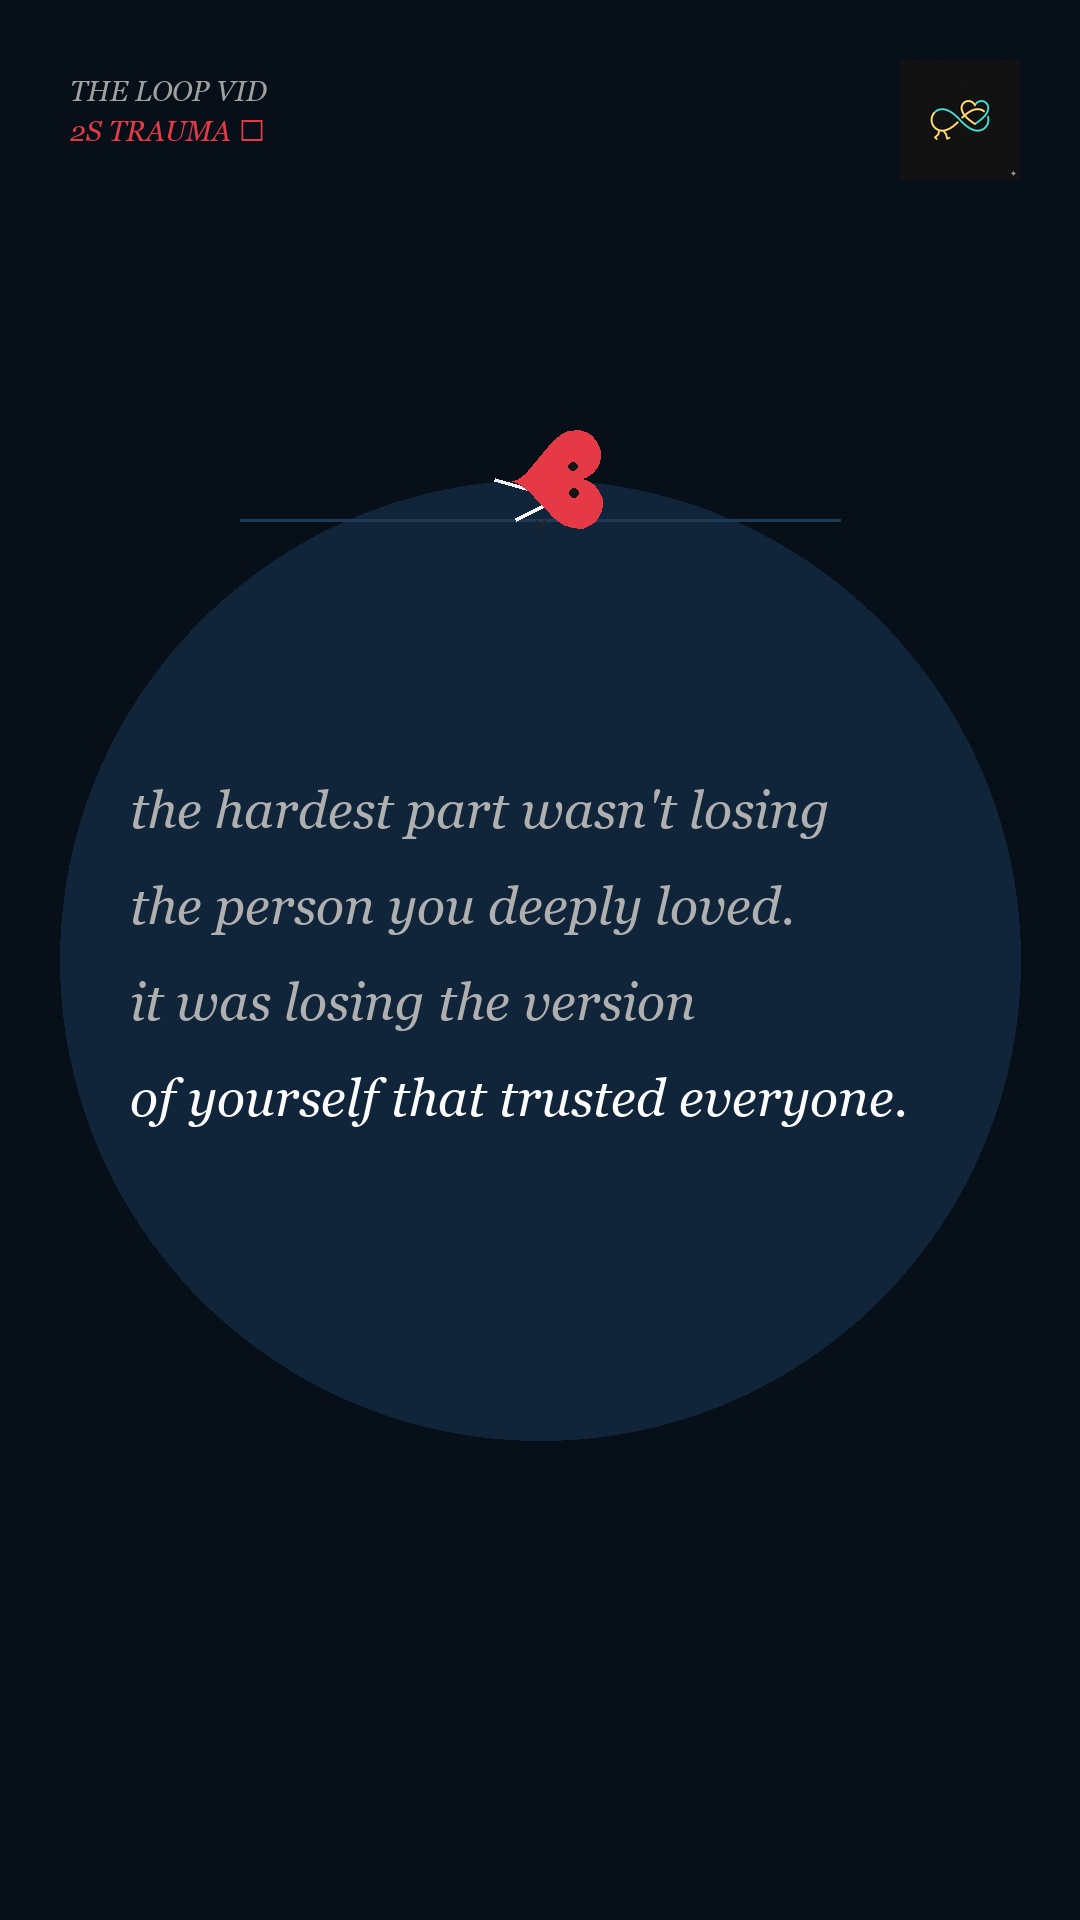 THE LOOP VID
2S TRAUMA □
the hardest part wasn't losing
the person you deeply loved.
it was losing the version
of yourself that trusted everyone.